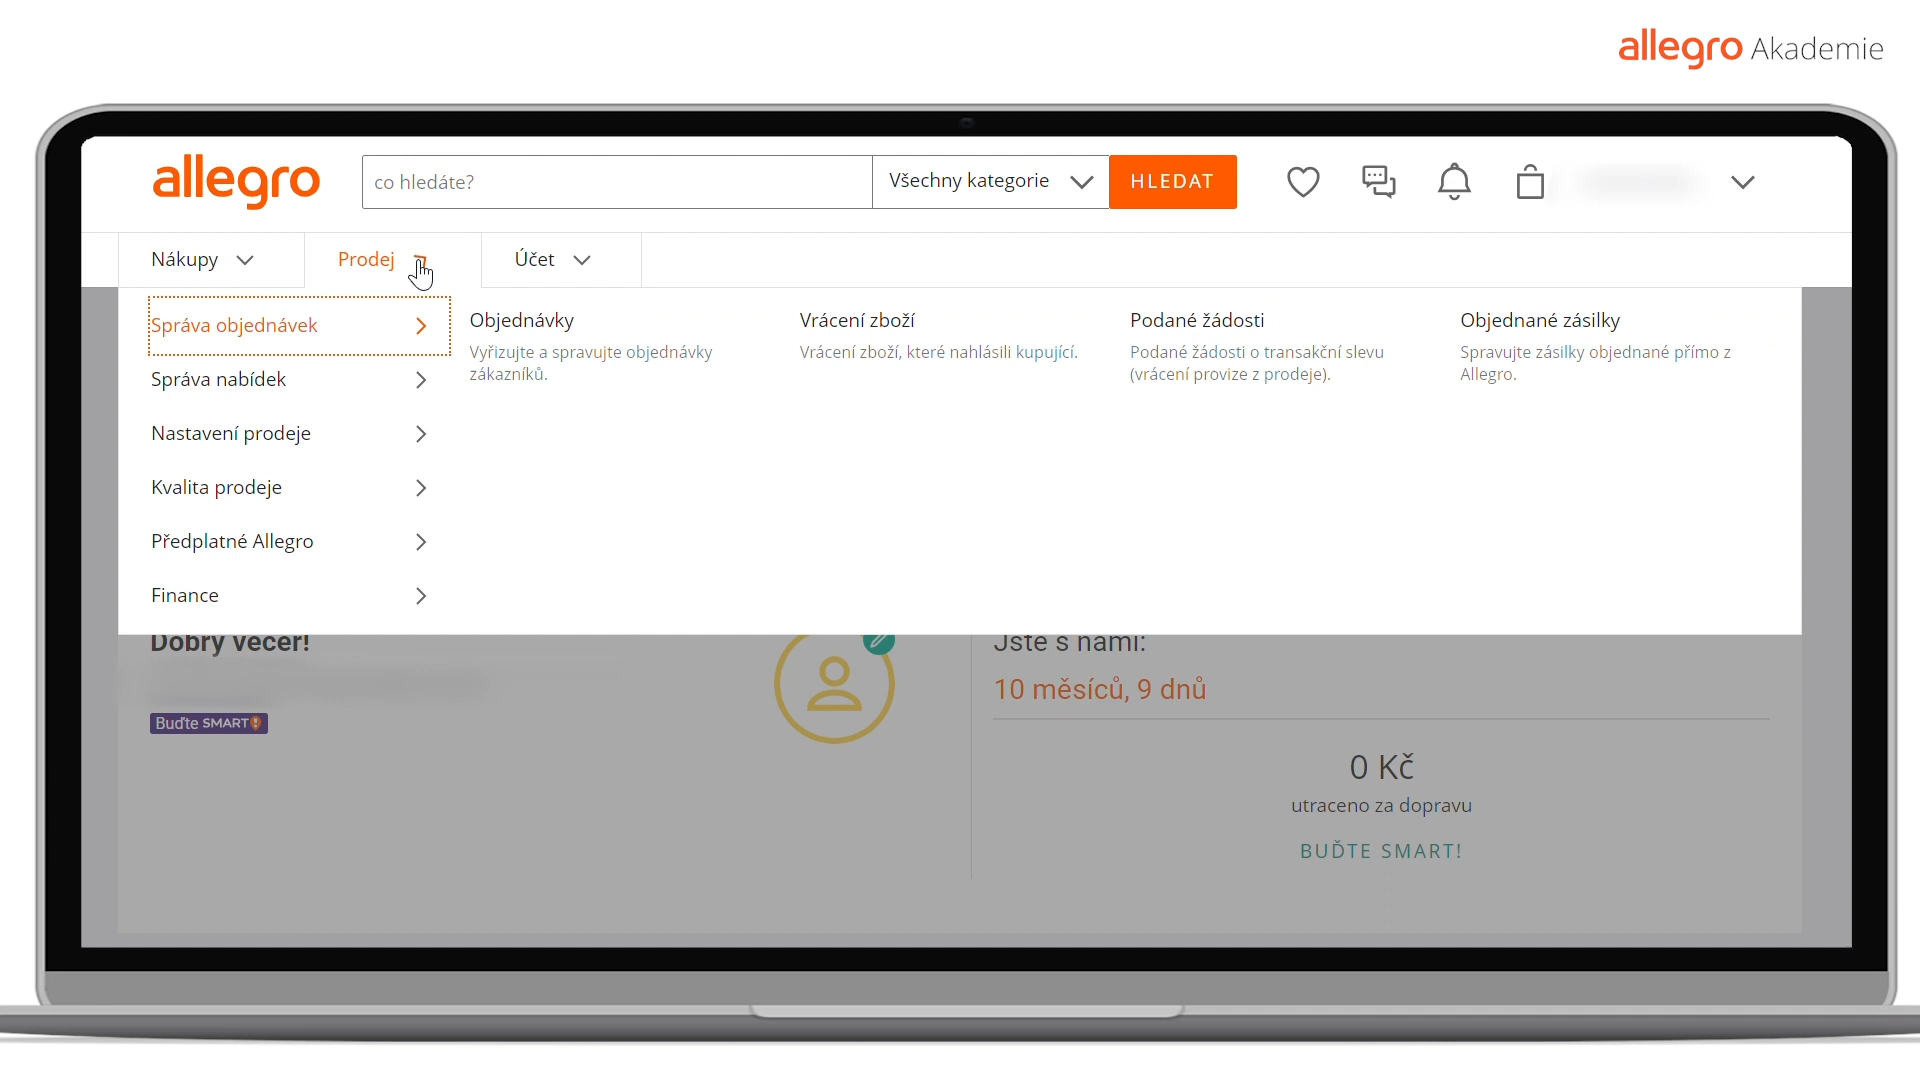 allegro Akademie
allegro
co hledáte?
Všechny kategorie
HLEDAT
Nákupy
Prodej
Účet
Správa objednávek
Správa nabídek
Nastavení prodeje
Kvalita prodeje
Předplatné Allegro
Finance
Objednávky
Vyřizujte a spravujte objednávky
zákazníků.
Vrácení zboží
Vrácení zboží, které nahlásili kupující.
Podané žádosti
Podané žádosti o transakční slevu
(vrácení provize z prodeje).
Objednané zásilky
Spravujte zásilky objednané přímo z
Allegro.
Dobrý večer!
Buďte SMART!
Jste s námi:
10 měsíců, 9 dnů
0 Kč
utraceno za dopravu
BUĎTE SMART!